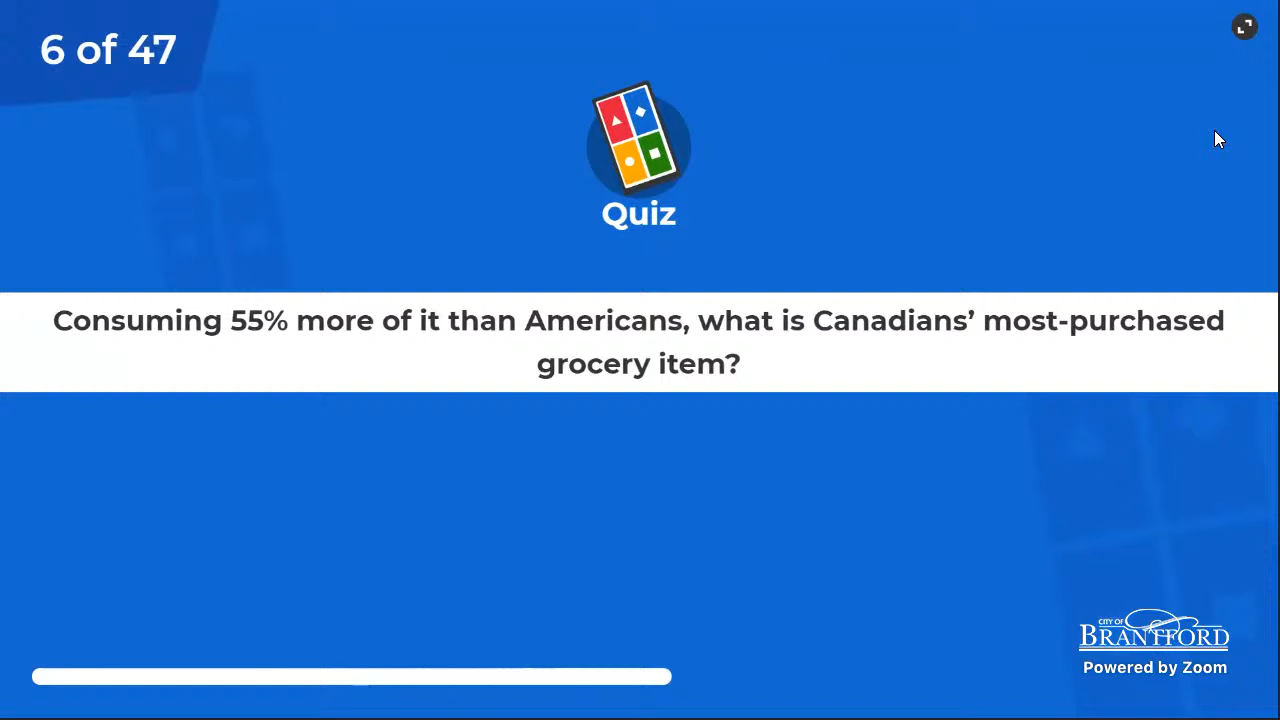 6 of 47
Quiz
Consuming 55% more of it than Americans, what is Canadians’ most-purchased
grocery item?
CITY OF
BRANTFORD
Powered by Zoom